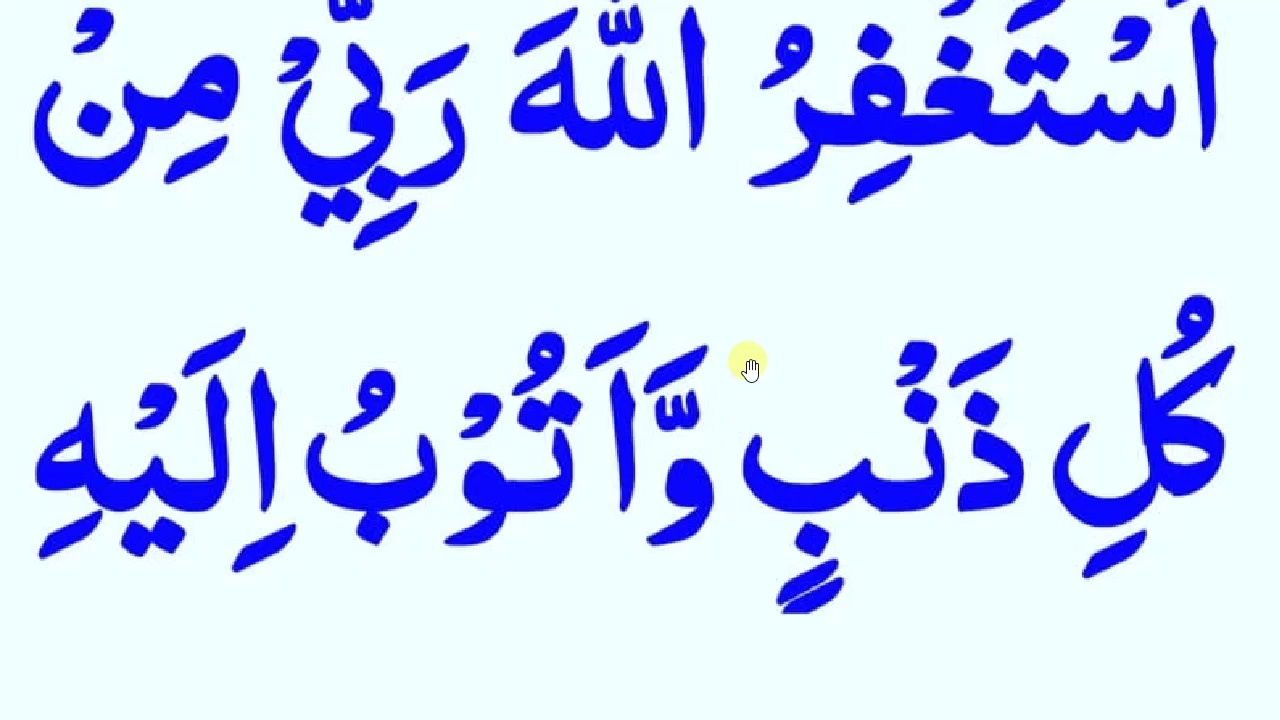 اَسْتَغْفِرُ اللّٰهَ رَبِّيْ مِنْ
كُلِ ذَنْبٍ وَّاَتُوْبُ اِلَيْهِ